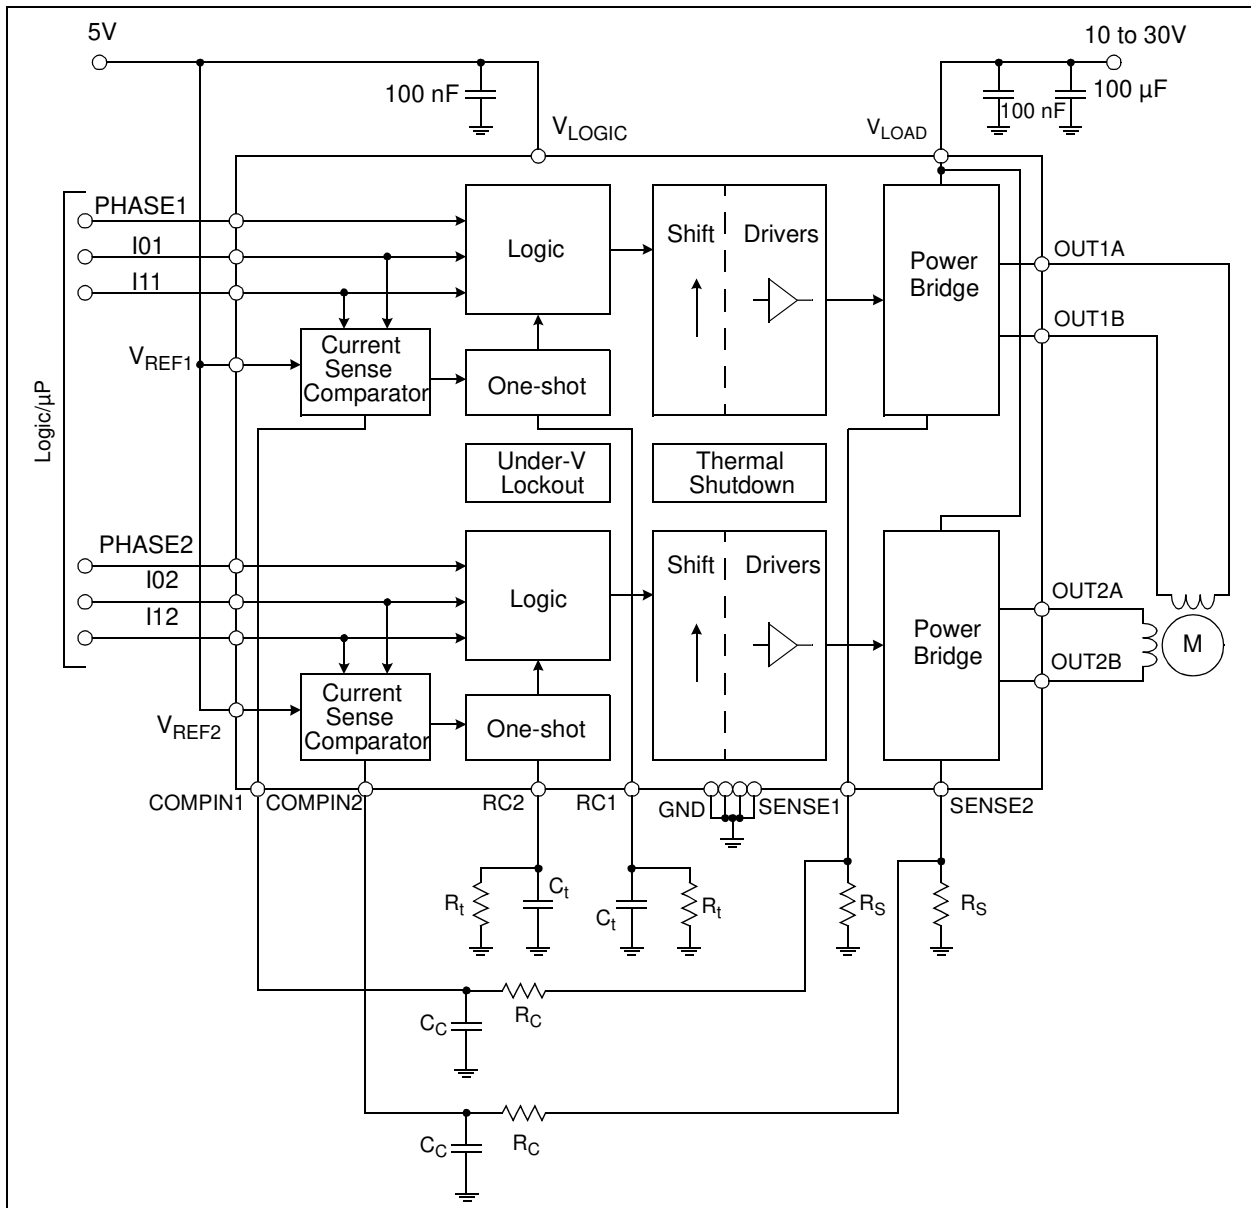 5V
10 to 30V
100 nF
100 nF
100 µF
VLOGIC
VLOAD
PHASE1
I01
I11
Logic
Shift
Drivers
Power
Bridge
OUT1A
OUT1B
VREF1
Current
Sense
Comparator
One-shot
Logic/µP
Under-V
Lockout
Thermal
Shutdown
PHASE2
I02
I12
Logic
Shift
Drivers
Power
Bridge
OUT2A
OUT2B
M
VREF2
Current
Sense
Comparator
One-shot
COMPIN1
COMPIN2
RC2
RC1
GND
SENSE1
SENSE2
Rt
Ct
Ct
Rt
RS
RS
CC
RC
CC
RC